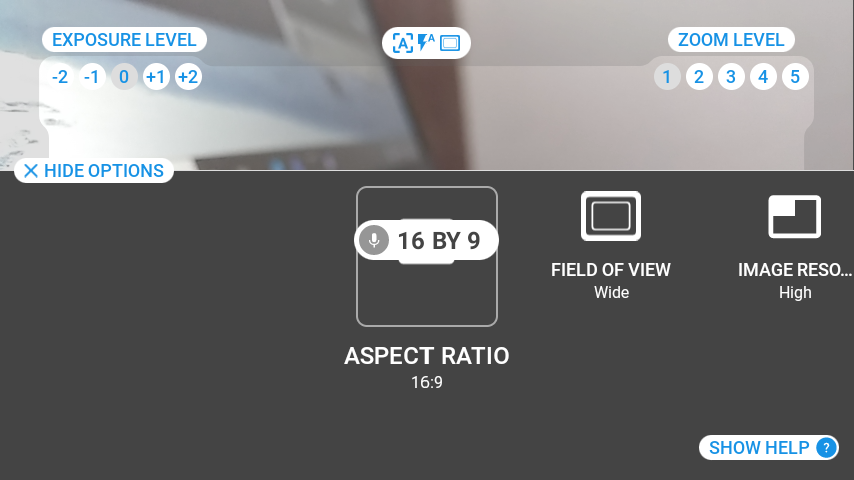 EXPOSURE LEVEL
-2 -1 0 +1 +2
A A
ZOOM LEVEL
1 2 3 4 5
HIDE OPTIONS
16 BY 9
ASPECT RATIO
16:9
FIELD OF VIEW
Wide
IMAGE RESO...
High
SHOW HELP ?